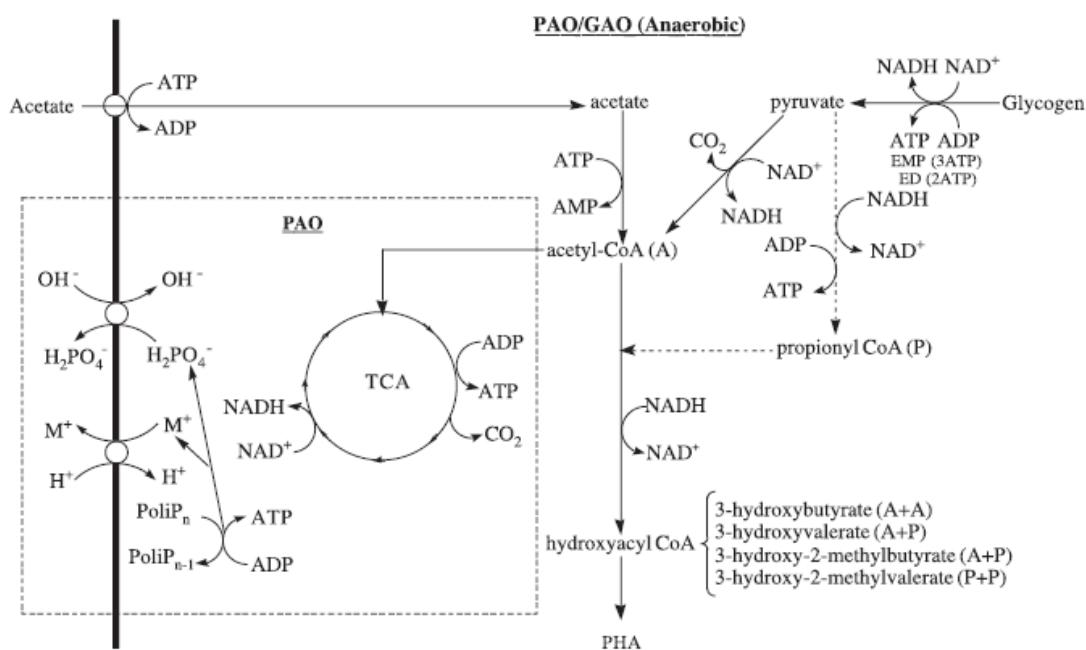 PAO/GAO (Anaerobic)
NADH NAD⁺
ATP
Acetate
acetate
pyruvate
Glycogen
ADP
CO₂
ATP ADP
EMP (3ATP)
ED (2ATP)
ATP
NAD⁺
NADH
AMP
NADH
PAO
ADP
NAD⁺
acetyl-CoA (A)
OH⁻
OH⁻
ATP
H₂PO₄⁻
H₂PO₄⁻
ADP
propionyl CoA (P)
TCA
ATP
NADH
NADH
M⁺
M⁺
CO₂
NAD⁺
NAD⁺
H⁺
H⁺
PoliPₙ
ATP
3-hydroxybutyrate (A+A)
3-hydroxyvalerate (A+P)
hydroxyacyl CoA
3-hydroxy-2-methylbutyrate (A+P)
PoliPₙ₋₁
ADP
3-hydroxy-2-methylvalerate (P+P)
PHA